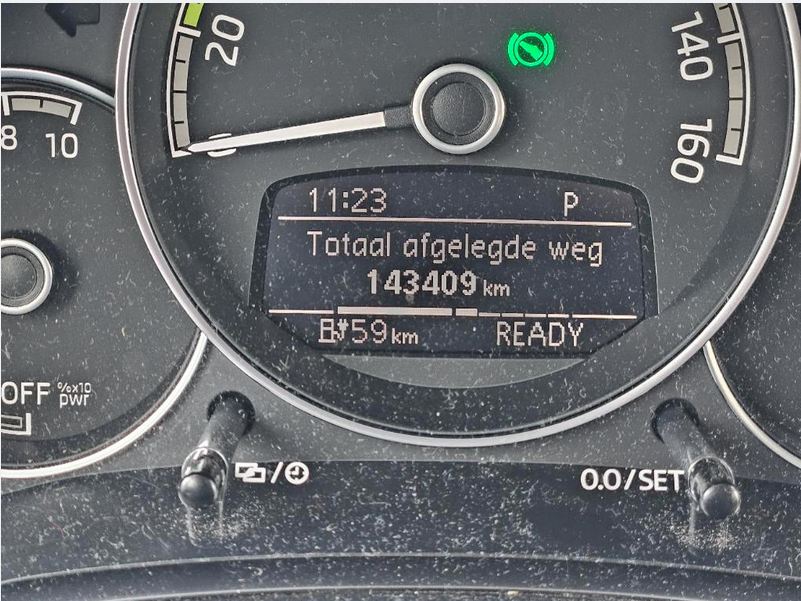 20
140
160
0
8
10
11:23 P
Totaal afgelegde weg
143409 km
59 km READY
OFF %x10
pwr
0.0/SET